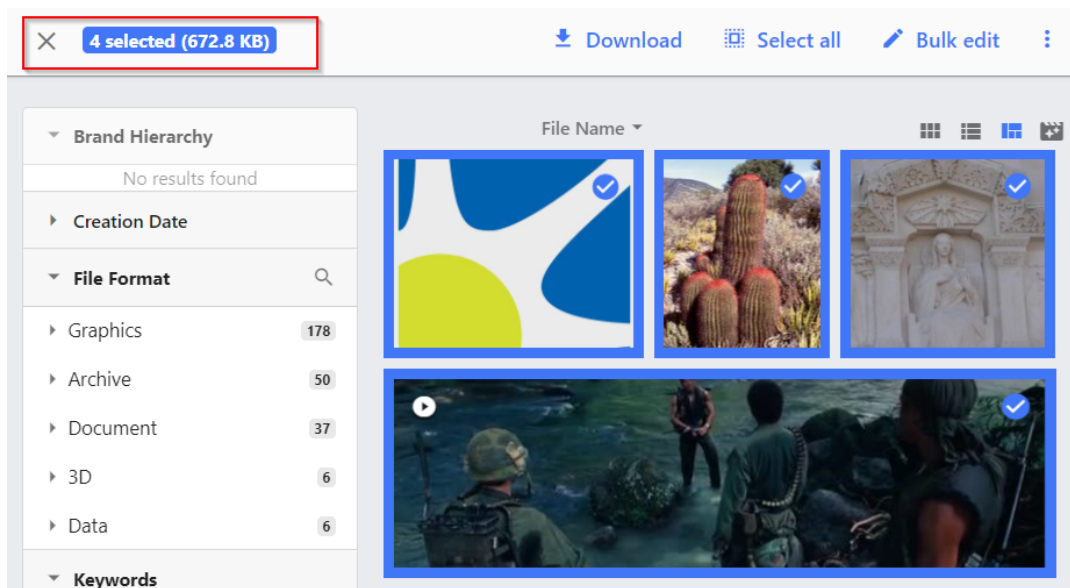 4 selected (672.8 KB)
Download
Select all
Bulk edit
Brand Hierarchy
No results found
Creation Date
File Format
Graphics 178
Archive 50
Document 37
3D 6
Data 6
Keywords
File Name